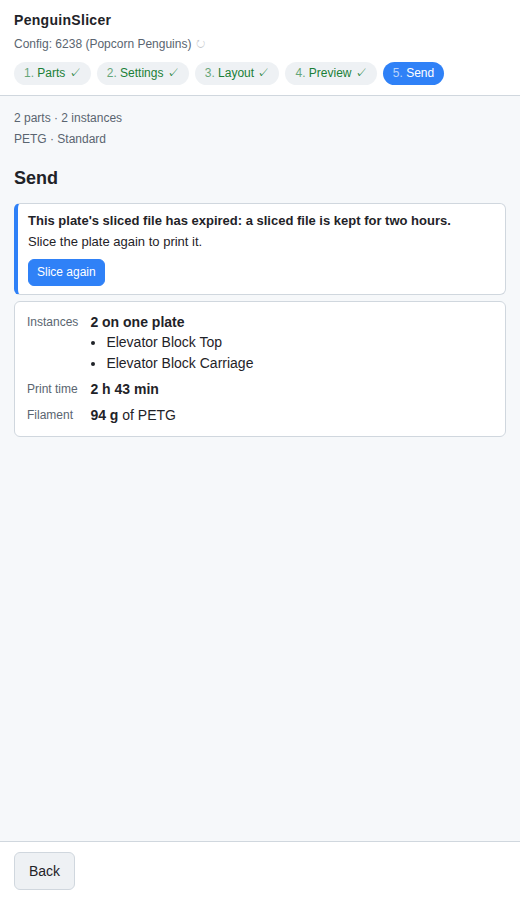 PenguinSlicer
Config: 6238 (Popcorn Penguins)
1. Parts ✓ 2. Settings ✓ 3. Layout ✓ 4. Preview ✓ 5. Send
2 parts · 2 instances
PETG · Standard
Send
This plate's sliced file has expired: a sliced file is kept for two hours.
Slice the plate again to print it.
Slice again
Instances 2 on one plate
• Elevator Block Top
• Elevator Block Carriage
Print time 2 h 43 min
Filament 94 g of PETG
Back